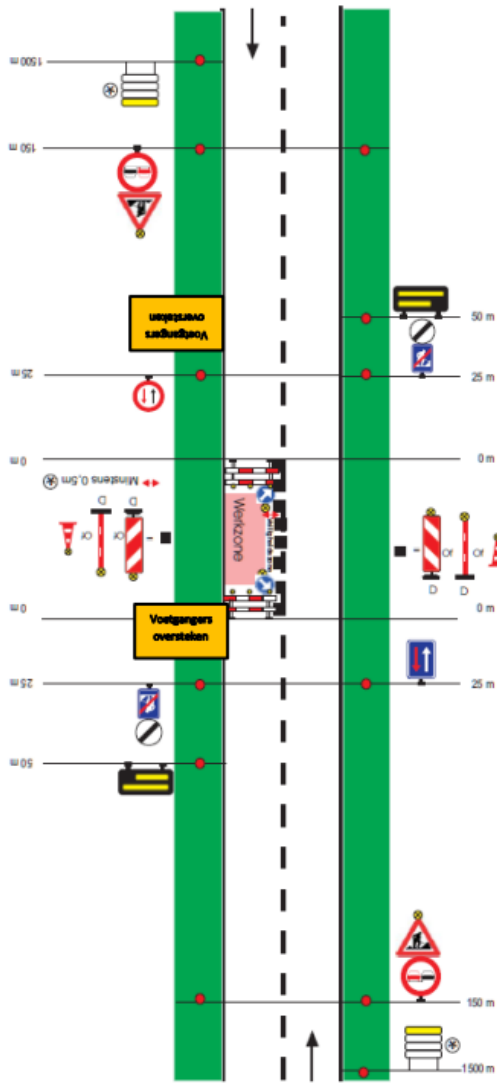 1500 m
150 m
Voetgangers
oversteken
50 m
25 m
25 m
0 m
0 m
Minstens 0,5m
D
D
Of
Of
Werkzone
Of
Of
D
D
0 m
0 m
Voetgangers
oversteken
25 m
25 m
50 m
150 m
1500 m